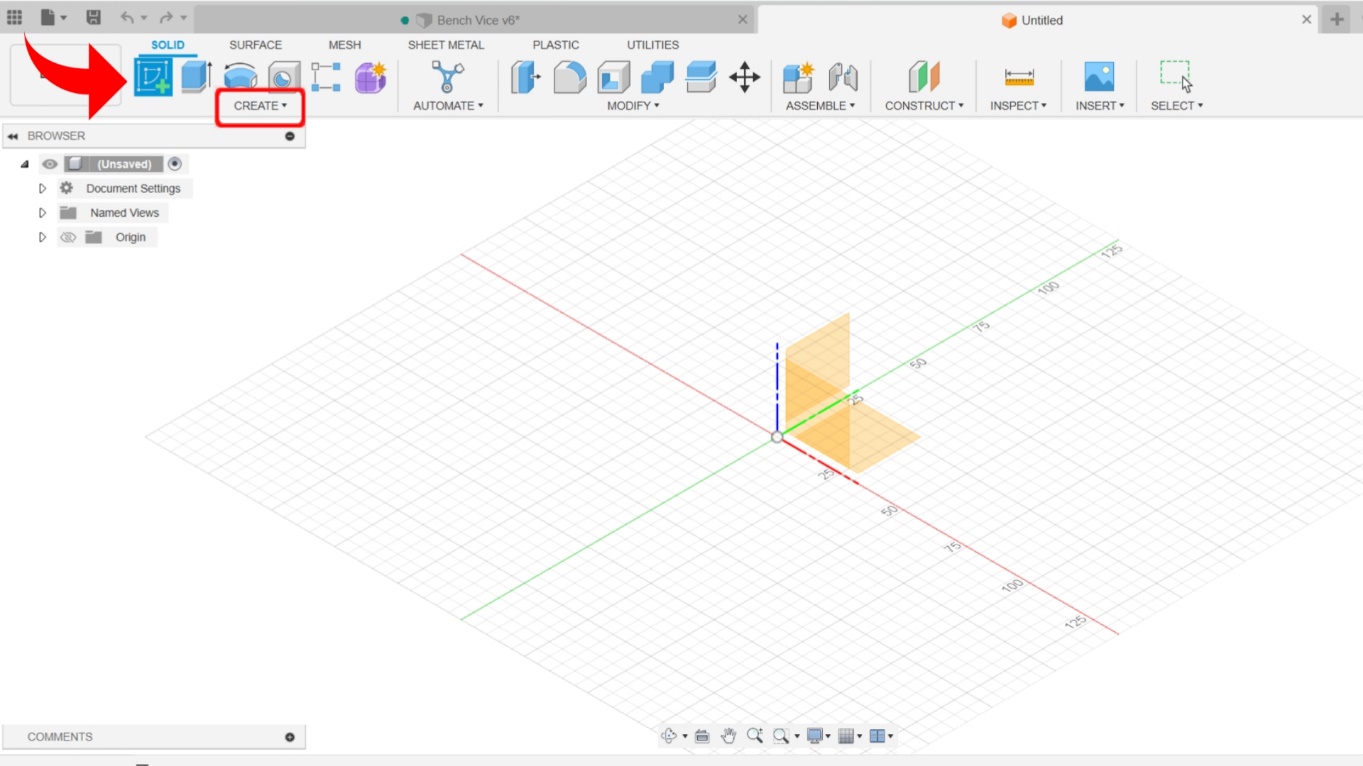 Bench Vice v6*
Untitled
SOLID SURFACE MESH SHEET METAL PLASTIC UTILITIES
CREATE AUTOMATE MODIFY ASSEMBLE CONSTRUCT INSPECT INSERT SELECT
BROWSER
(Unsaved)
Document Settings
Named Views
Origin
125
100
75
50
25
25
50
75
100
125
COMMENTS